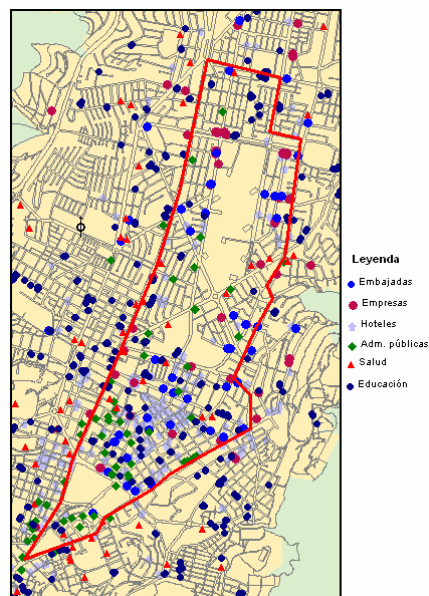 Leyenda
Embajadas
Empresas
Hoteles
Adm. públicas
Salud
Educación